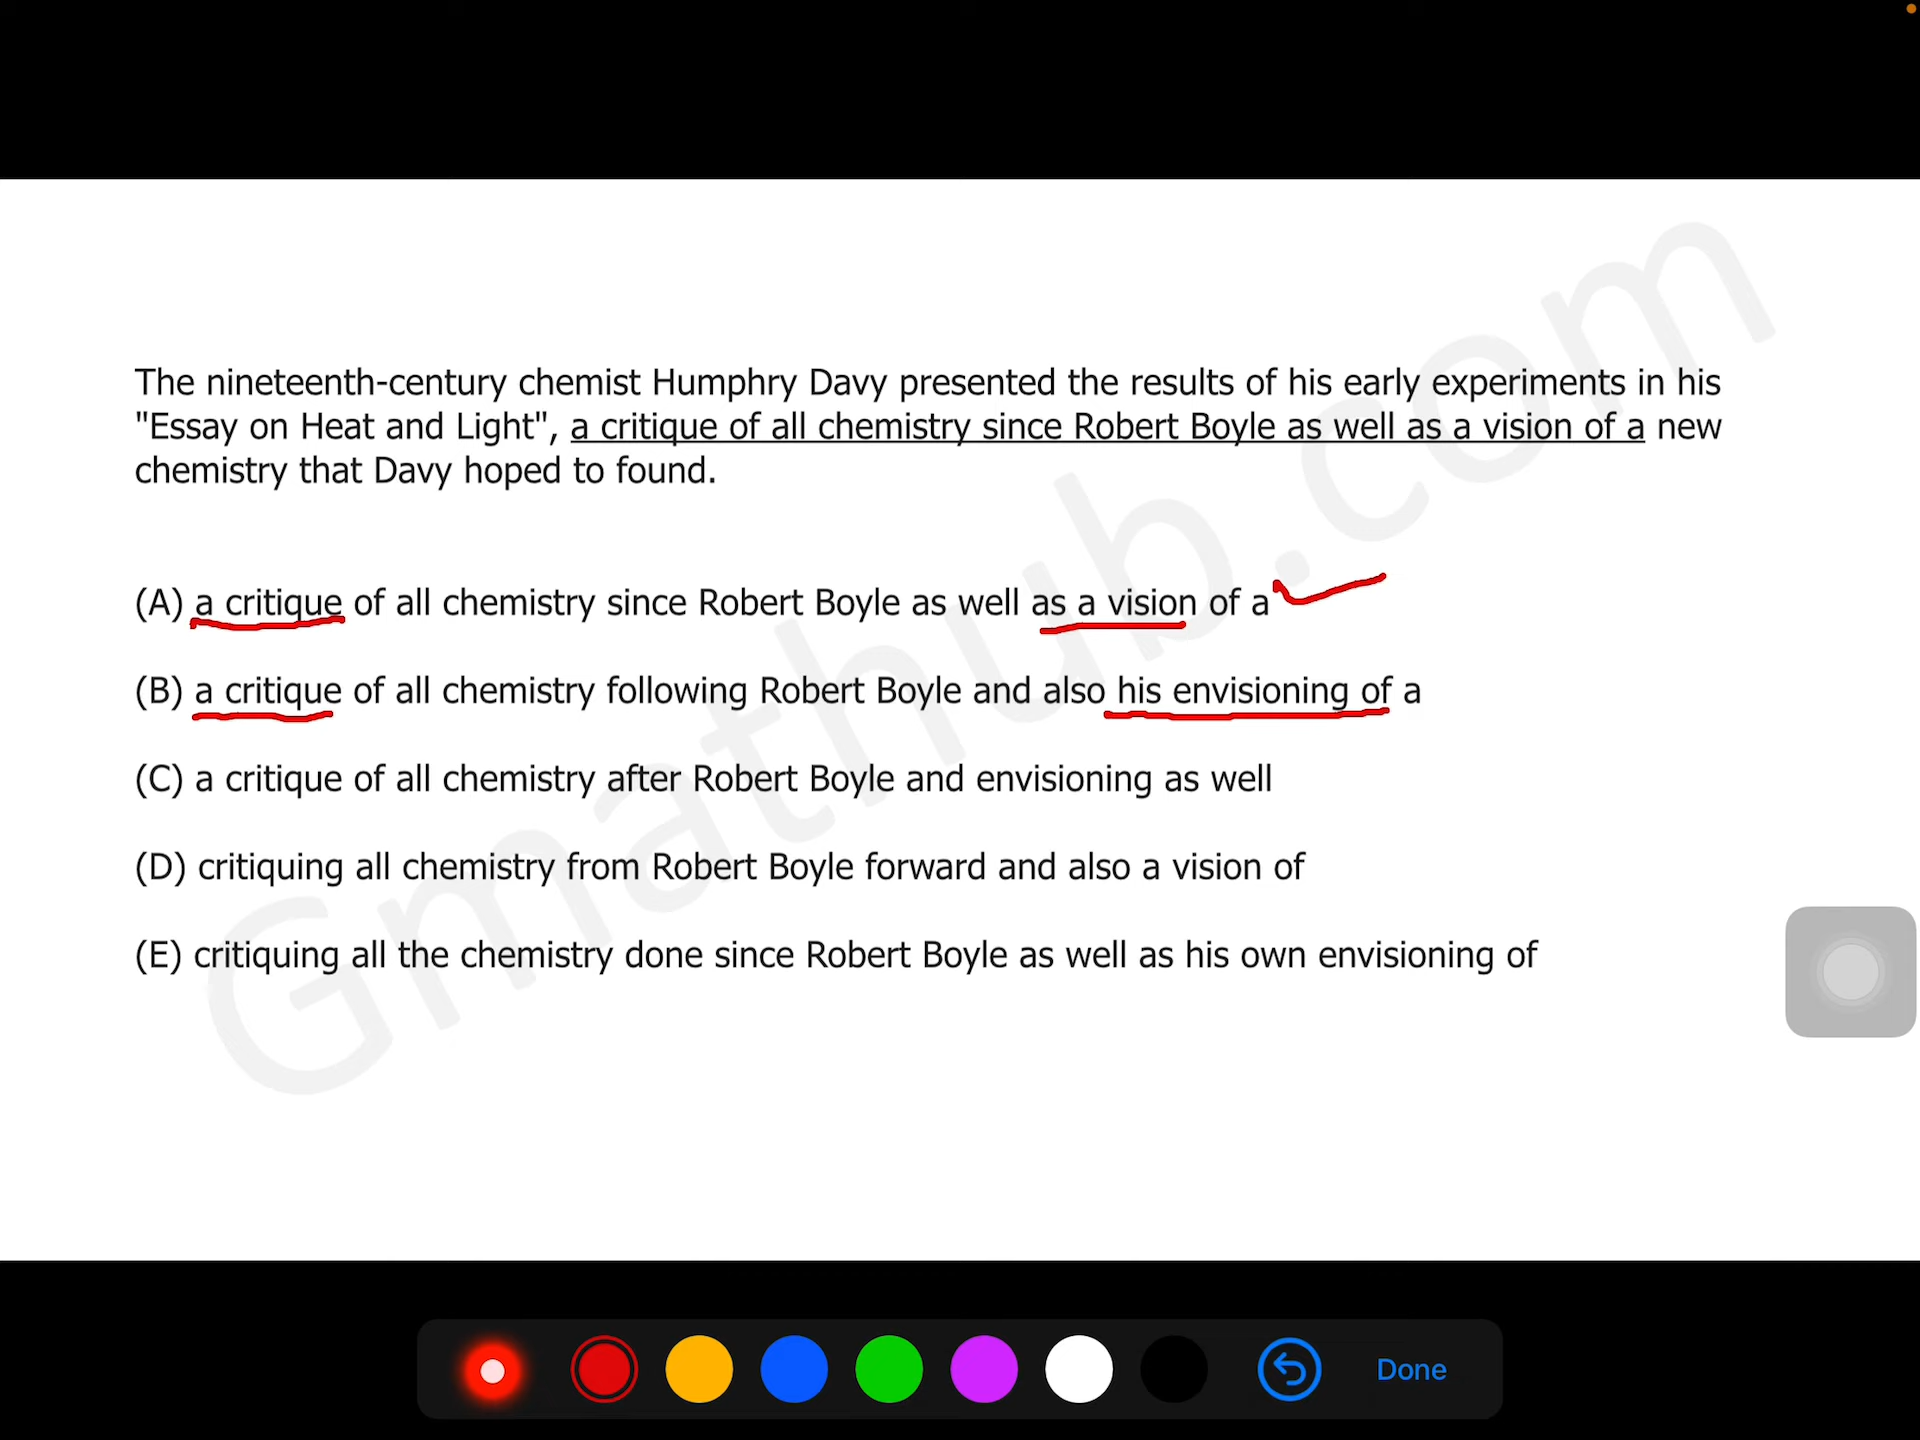 The nineteenth-century chemist Humphry Davy presented the results of his early experiments in his
"Essay on Heat and Light", a critique of all chemistry since Robert Boyle as well as a vision of a new
chemistry that Davy hoped to found.
(A) a critique of all chemistry since Robert Boyle as well as a vision of a
(B) a critique of all chemistry following Robert Boyle and also his envisioning of a
(C) a critique of all chemistry after Robert Boyle and envisioning as well
(D) critiquing all chemistry from Robert Boyle forward and also a vision of
(E) critiquing all the chemistry done since Robert Boyle as well as his own envisioning of
Gmathub.com
Done